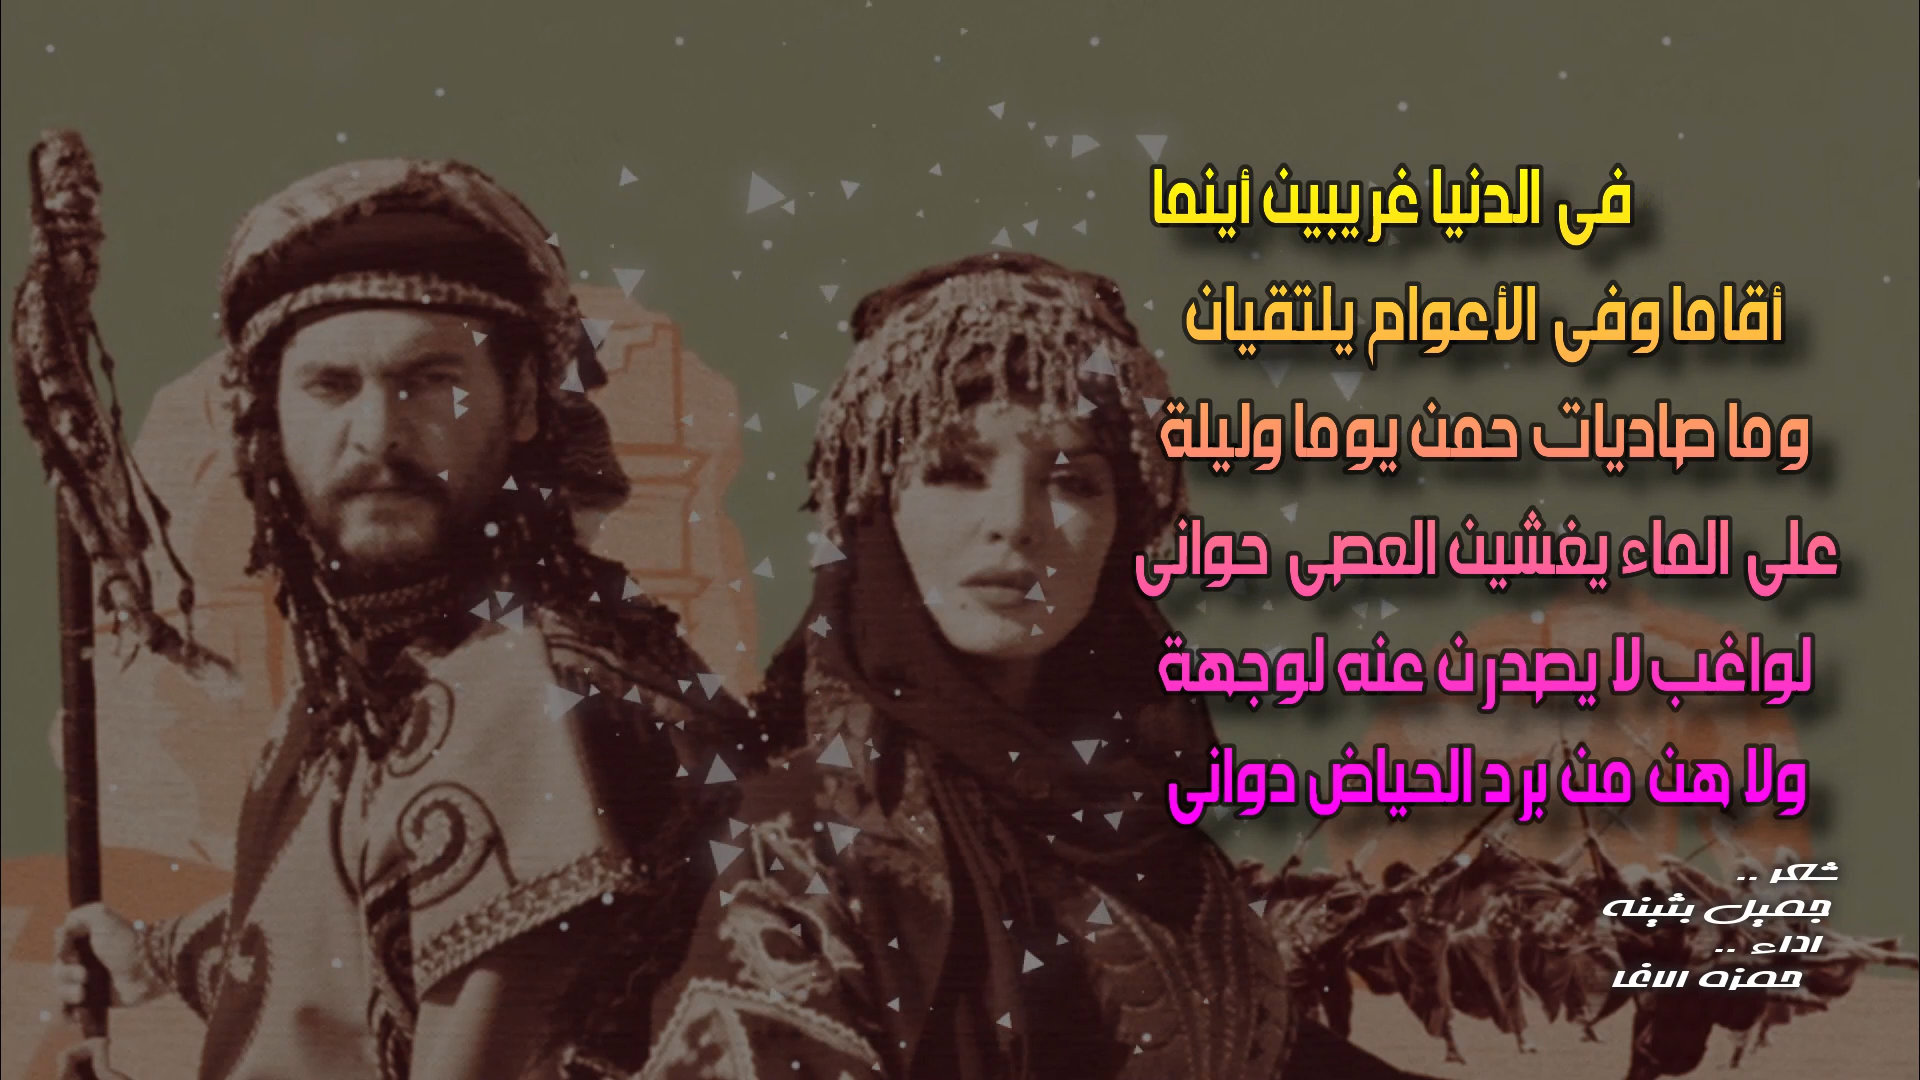 فى الدنيا غريبين أينما
أقاما وفى الأعوام يلتقيان
وما صاديات حمن يوما وليلة
على الماء يغشين العصى حوانى
لواغب لا يصدرن عنه لوجهة
ولا هن من برد الحياض دوانى
شعر ..
جميل بثينه
اداء ..
حمزه الاغا